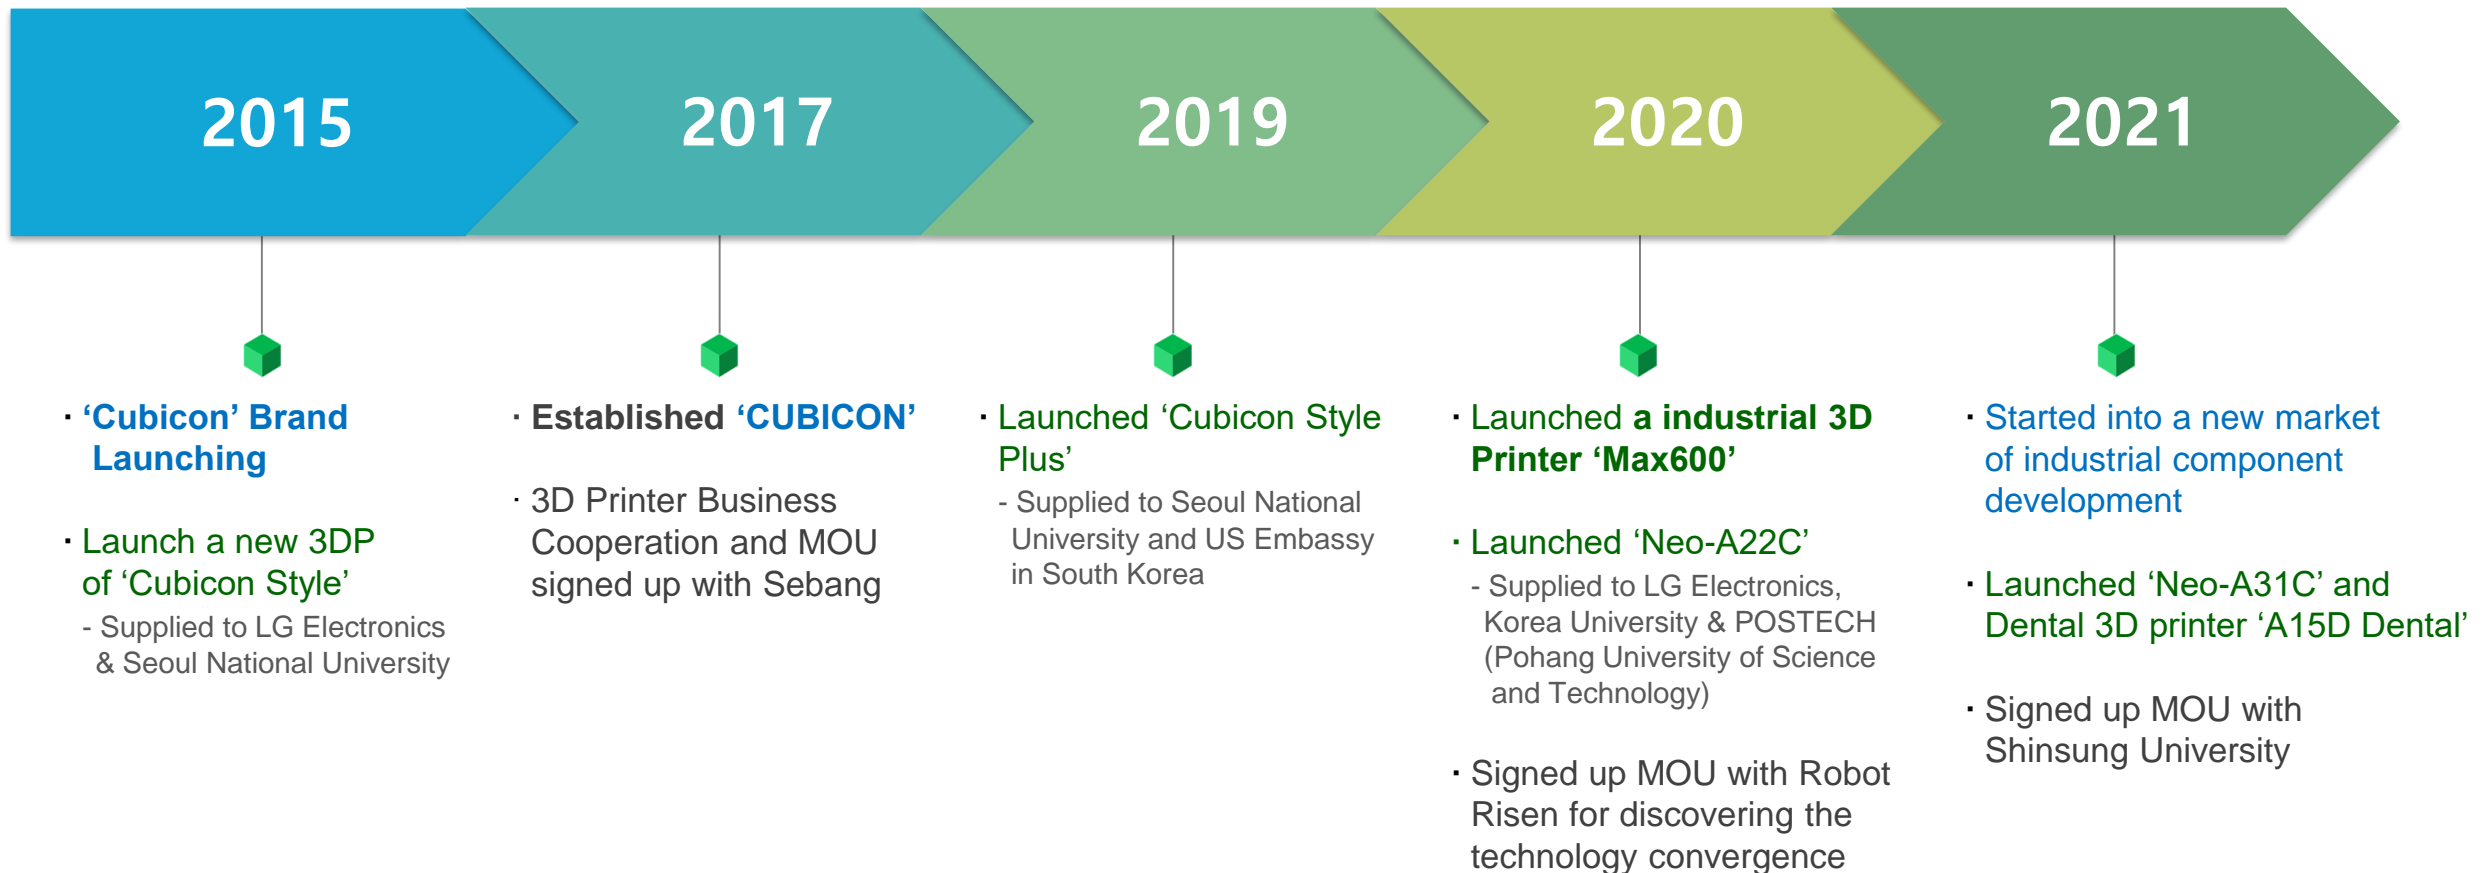 2015
2017
2019
2020
2021
· ‘Cubicon’ Brand
Launching
· Launch a new 3DP
of ‘Cubicon Style’
- Supplied to LG Electronics
& Seoul National University
· Established ‘CUBICON’
· 3D Printer Business
Cooperation and MOU
signed up with Sebang
· Launched ‘Cubicon Style
Plus’
- Supplied to Seoul National
University and US Embassy
in South Korea
· Launched a industrial 3D
Printer ‘Max600’
· Launched ‘Neo-A22C’
- Supplied to LG Electronics,
Korea University & POSTECH
(Pohang University of Science
and Technology)
· Signed up MOU with Robot
Risen for discovering the
technology convergence
· Started into a new market
of industrial component
development
· Launched ‘Neo-A31C’ and
Dental 3D printer ‘A15D Dental’
· Signed up MOU with
Shinsung University